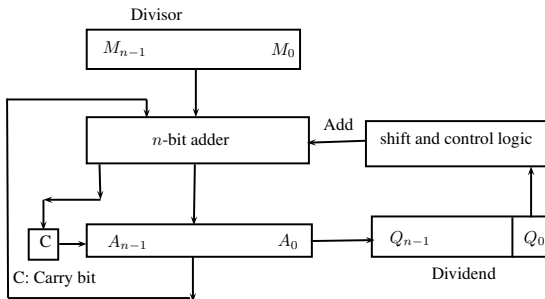 Divisor
M_{n−1} M_0
n-bit adder
Add
shift and control logic
C
A_{n−1} A_0
Q_{n−1} Q_0
C: Carry bit
Dividend